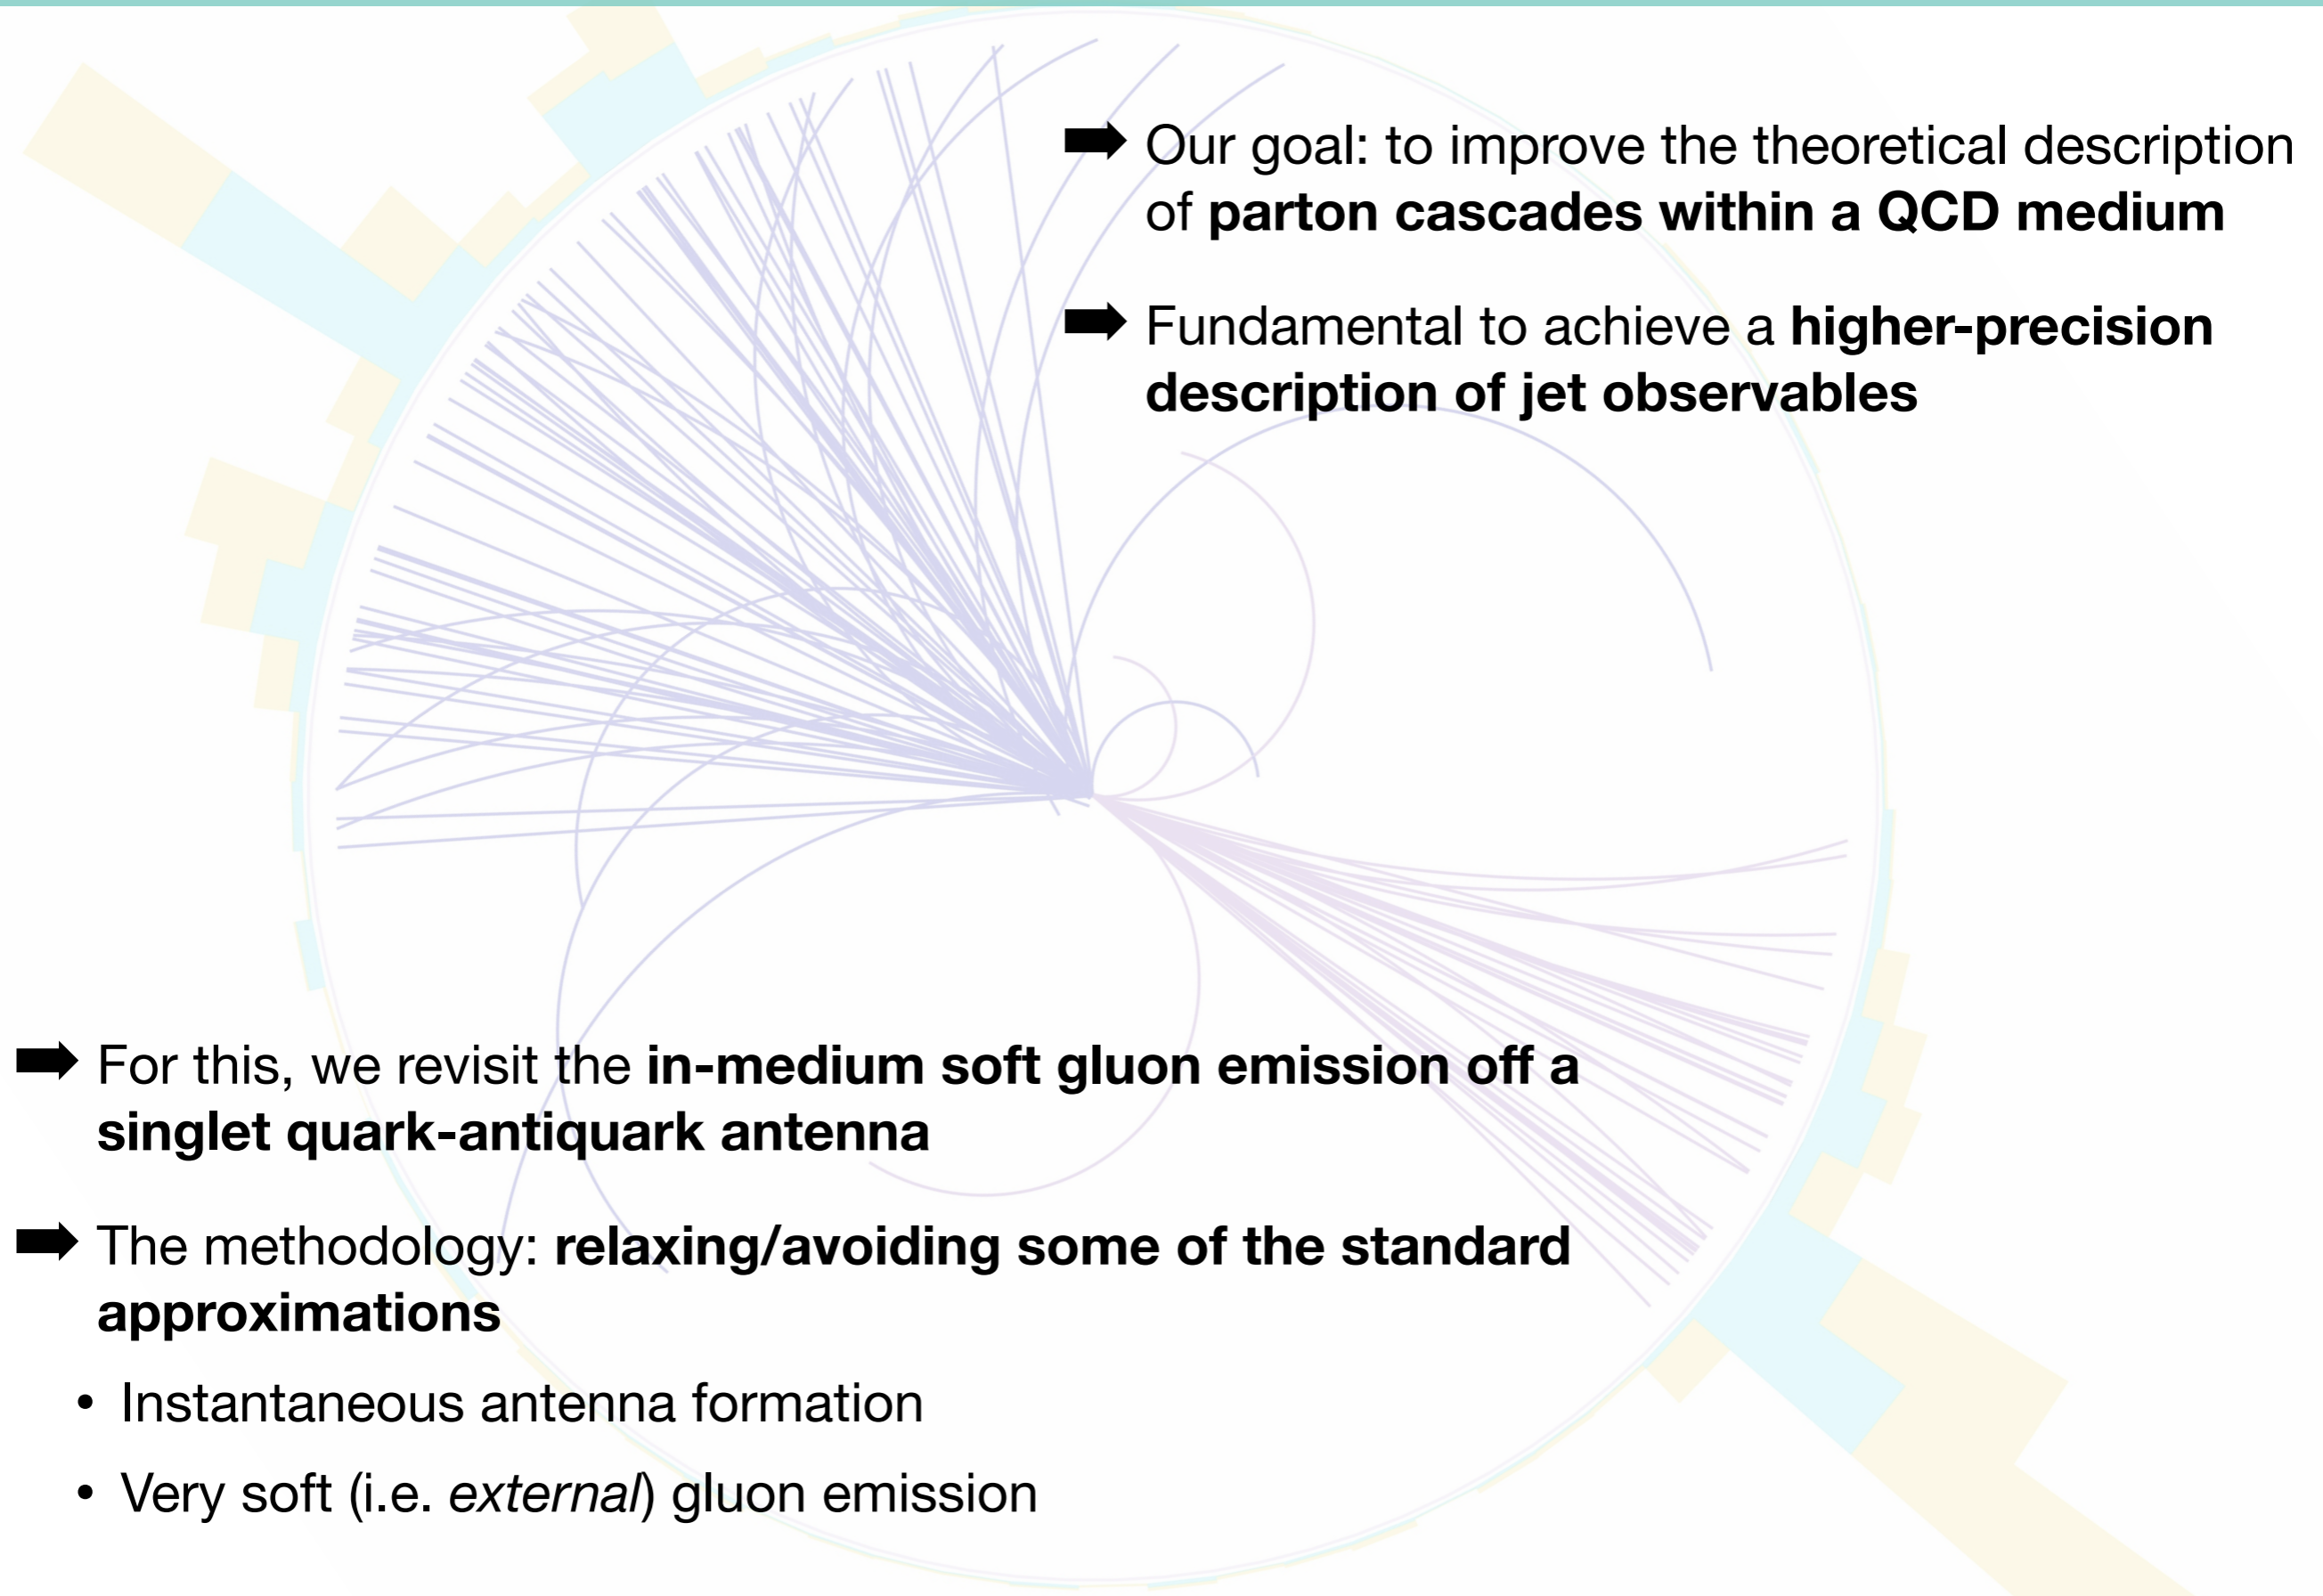 ➡ Our goal: to improve the theoretical description
of parton cascades within a QCD medium
➡ Fundamental to achieve a higher-precision
description of jet observables
➡ For this, we revisit the in-medium soft gluon emission off a
singlet quark-antiquark antenna
➡ The methodology: relaxing/avoiding some of the standard
approximations
• Instantaneous antenna formation
• Very soft (i.e. external) gluon emission